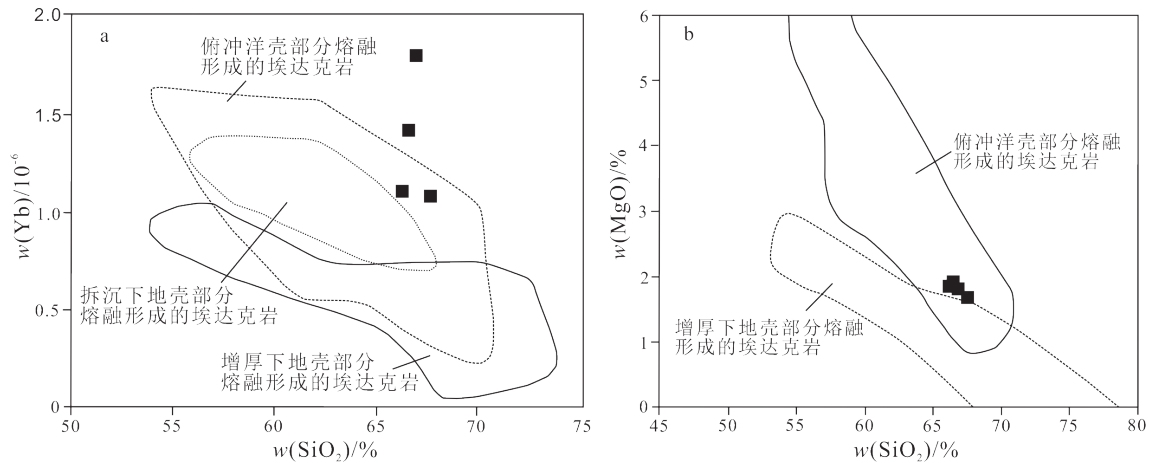 a
2.0
1.5
1.0
0.5
0
w(Yb)/10⁻⁶
俯冲洋壳部分熔融
形成的埃达克岩
拆沉下地壳部分
熔融形成的埃达克岩
增厚下地壳部分
熔融形成的埃达克岩
50 55 60 65 70 75
w(SiO₂)/%
b
6
5
4
3
2
1
0
w(MgO)/%
俯冲洋壳部分熔融
形成的埃达克岩
增厚下地壳部分熔融
形成的埃达克岩
45 50 55 60 65 70 80
w(SiO₂)/%